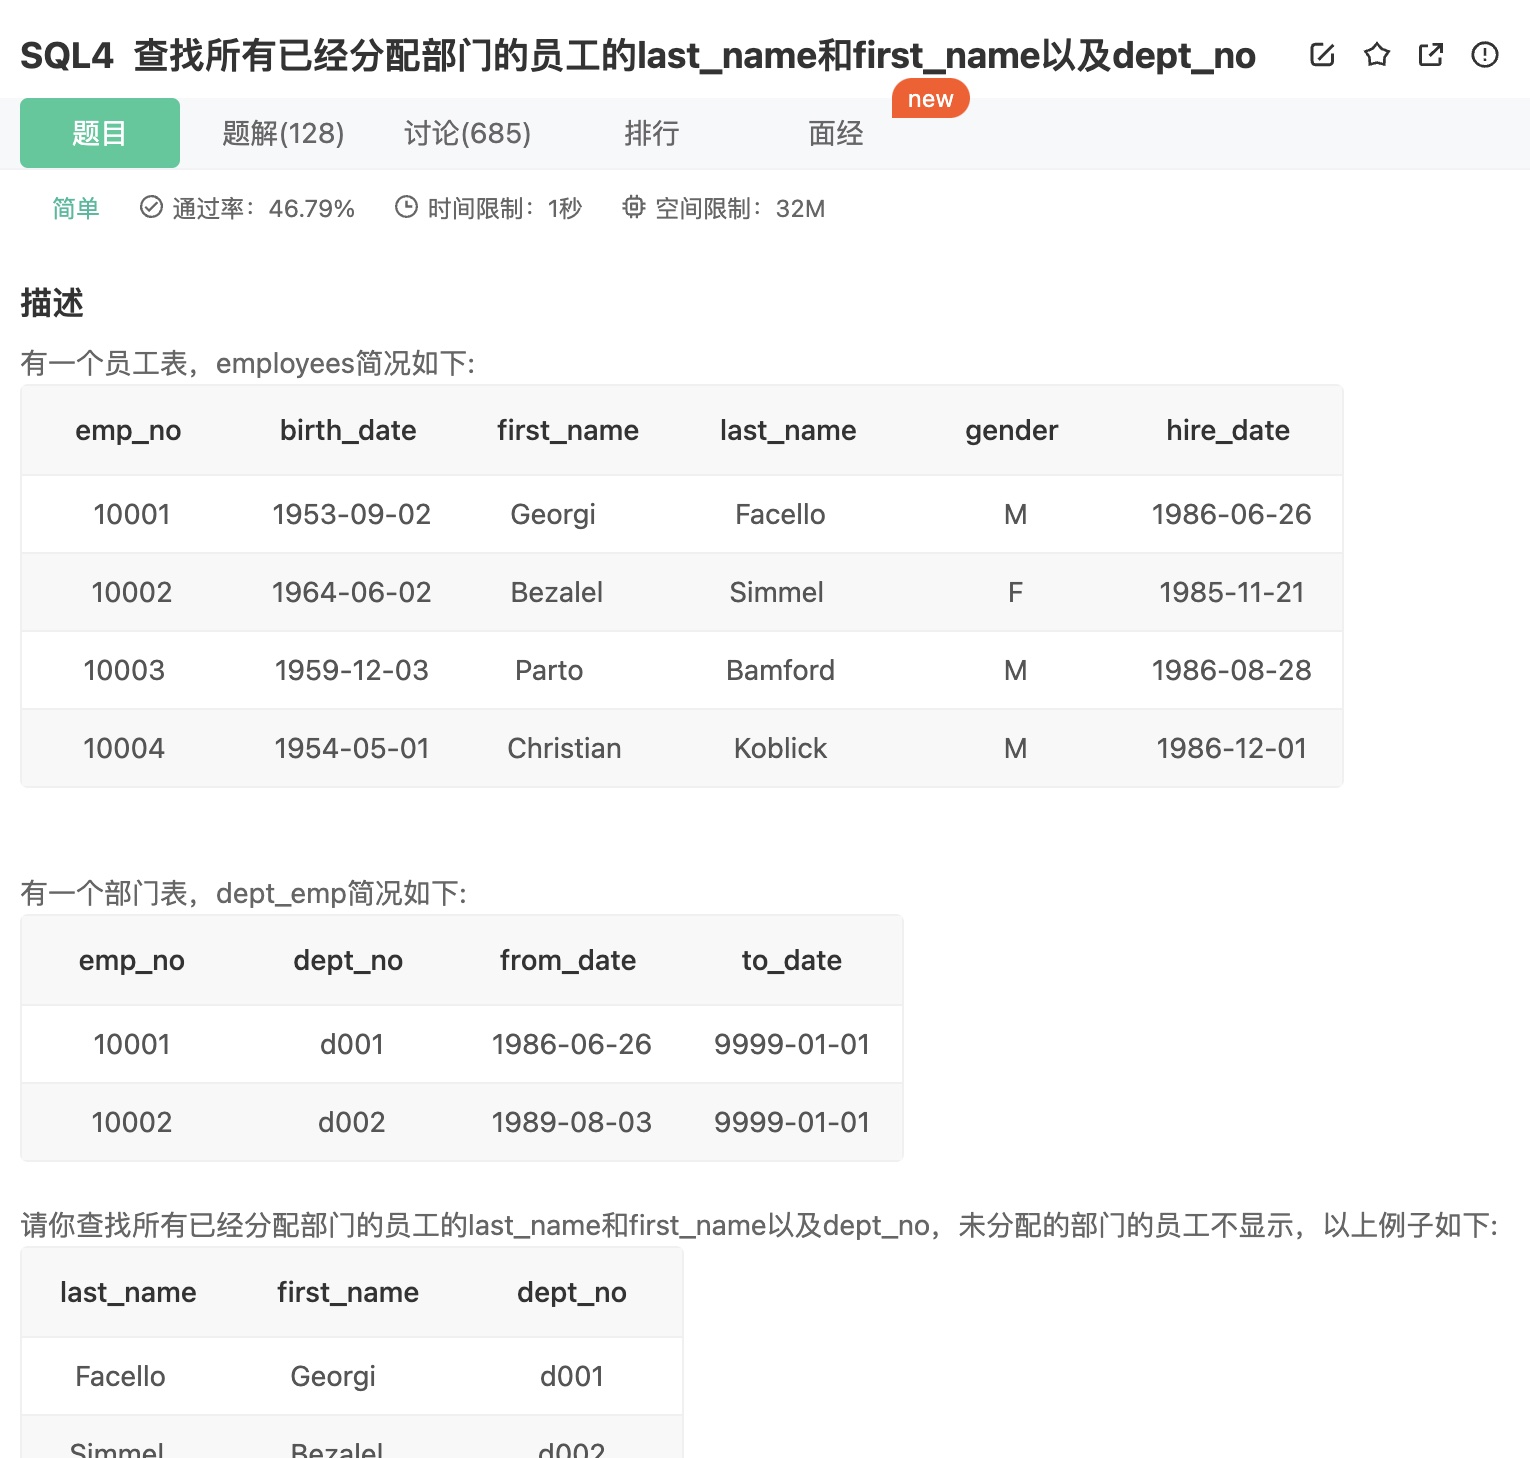 SQL4 查找所有已经分配部门的员工的last_name和first_name以及dept_no
new
题目 题解(128) 讨论(685) 排行 面经
简单 通过率：46.79% 时间限制：1秒 空间限制：32M
描述
有一个员工表，employees简况如下:
emp_no birth_date first_name last_name gender hire_date
10001 1953-09-02 Georgi Facello M 1986-06-26
10002 1964-06-02 Bezalel Simmel F 1985-11-21
10003 1959-12-03 Parto Bamford M 1986-08-28
10004 1954-05-01 Christian Koblick M 1986-12-01
有一个部门表，dept_emp简况如下:
emp_no dept_no from_date to_date
10001 d001 1986-06-26 9999-01-01
10002 d002 1989-08-03 9999-01-01
请你查找所有已经分配部门的员工的last_name和first_name以及dept_no，未分配的部门的员工不显示，以上例子如下:
last_name first_name dept_no
Facello Georgi d001
Simmel Bezalel d002